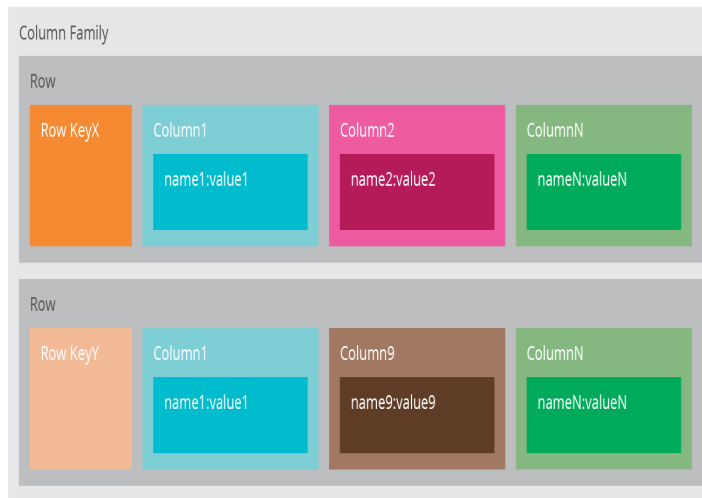 Column Family
Row
Row KeyX
Column1
name1:value1
Column2
name2:value2
ColumnN
nameN:valueN
Row
Row KeyY
Column1
name1:value1
Column9
name9:value9
ColumnN
nameN:valueN